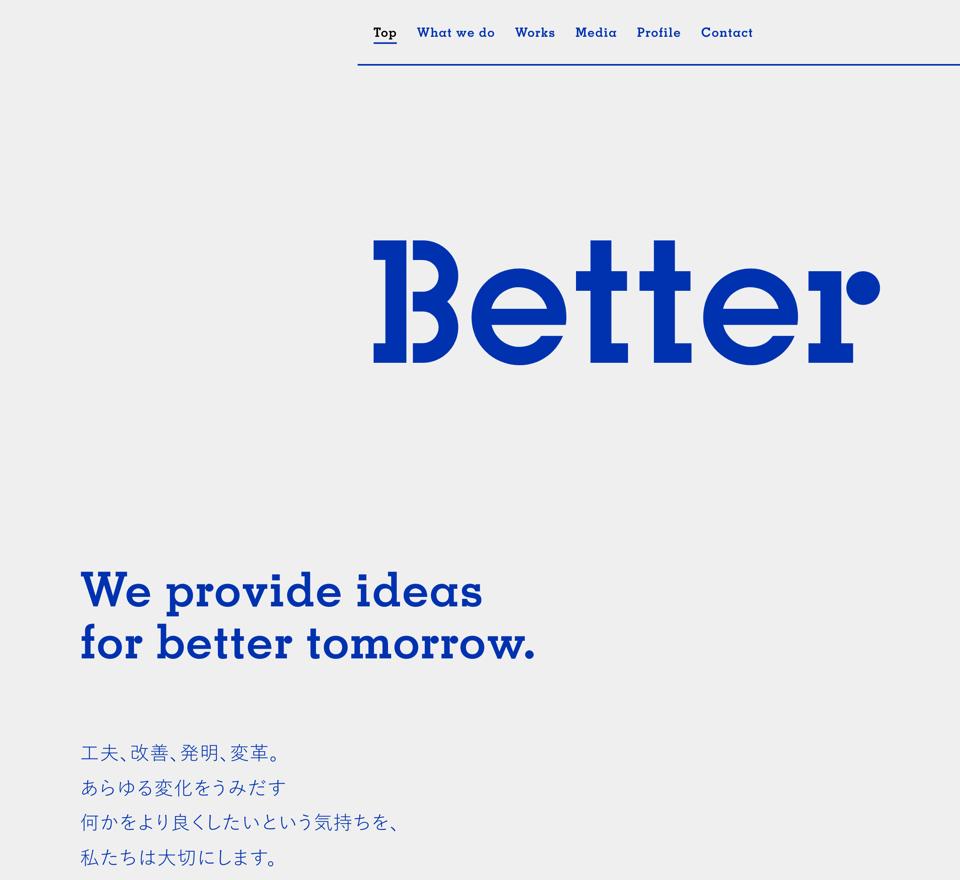 Top What we do Works Media Profile Contact
Better
We provide ideas
for better tomorrow.
工夫、改善、発明、変革。
あらゆる変化をうみだす
何かをより良くしたいという気持ちを、
私たちは大切にします。